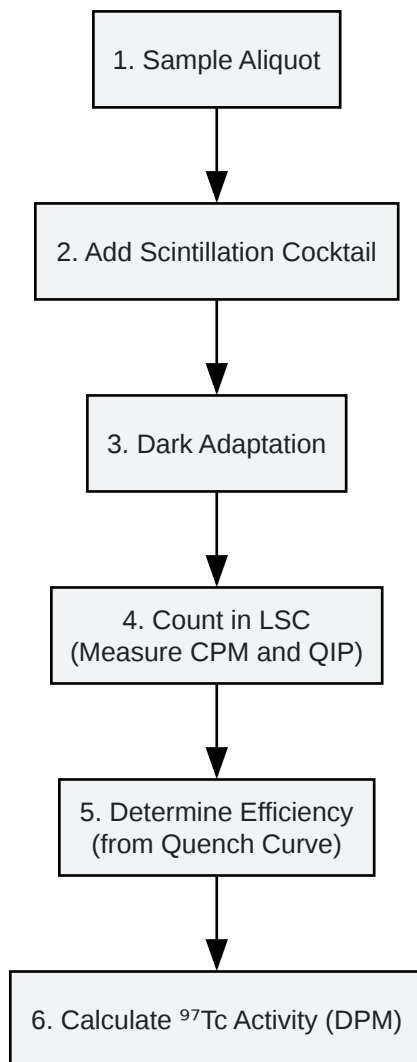 1. Sample Aliquot
2. Add Scintillation Cocktail
3. Dark Adaptation
4. Count in LSC
(Measure CPM and QIP)
5. Determine Efficiency
(from Quench Curve)
6. Calculate ⁹⁷Tc Activity (DPM)